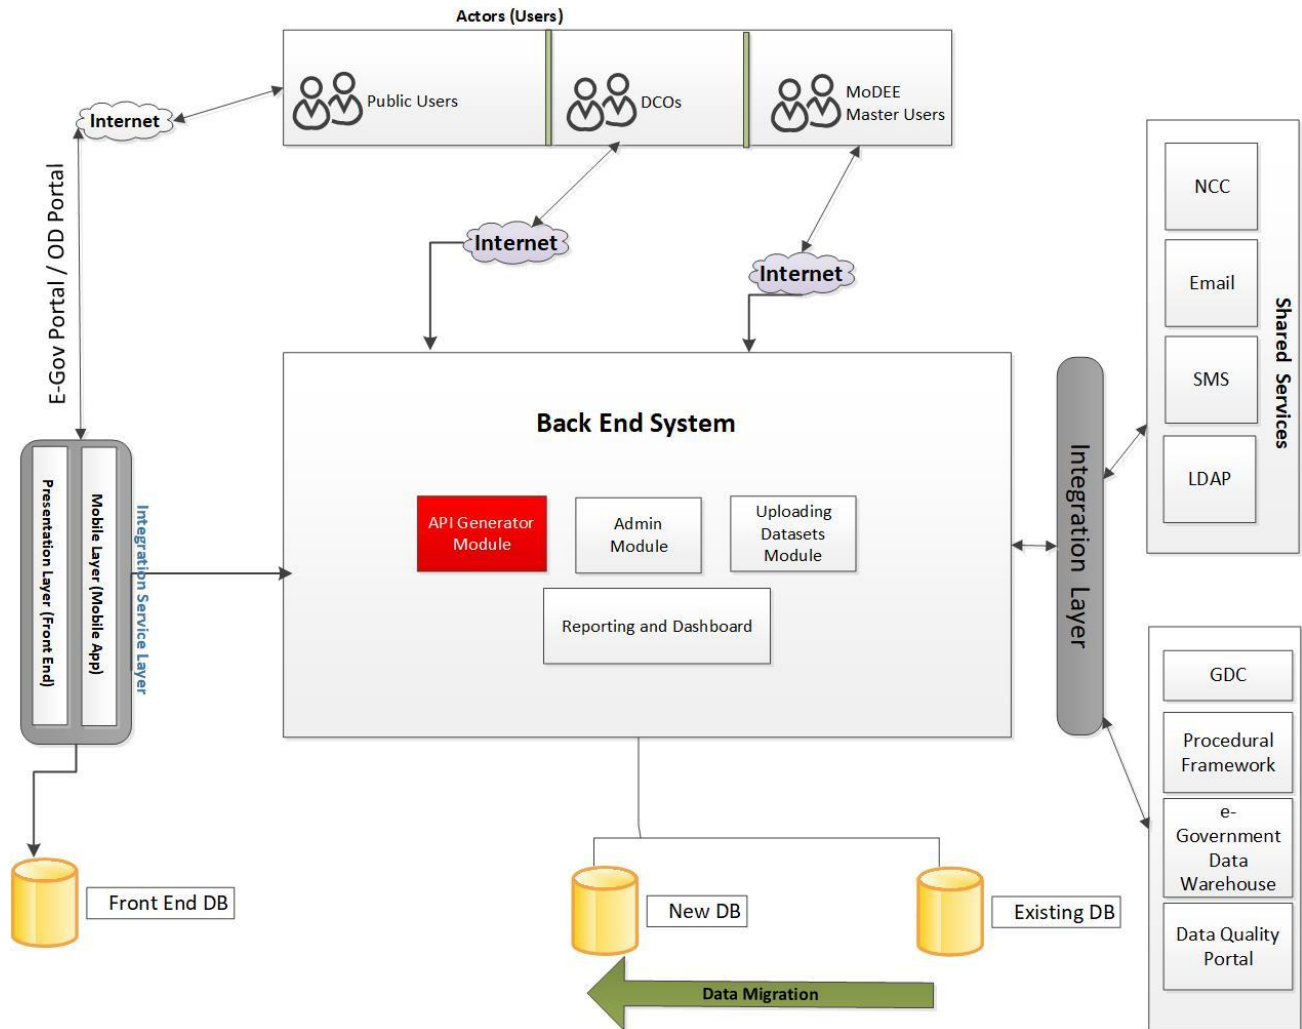 Actors (Users)
Public Users
DCOs
MoDEE
Master Users
Internet
Internet
Internet
E-Gov Portal / OD Portal
NCC
Email
SMS
LDAP
Shared Services
Back End System
API Generator
Module
Admin
Module
Uploading
Datasets
Module
Reporting and Dashboard
Presentation Layer (Front End)
Mobile Layer (Mobile App)
Integration Service Layer
Integration Layer
GDC
Procedural
Framework
e-
Government
Data
Warehouse
Data Quality
Portal
Front End DB
New DB
Existing DB
Data Migration